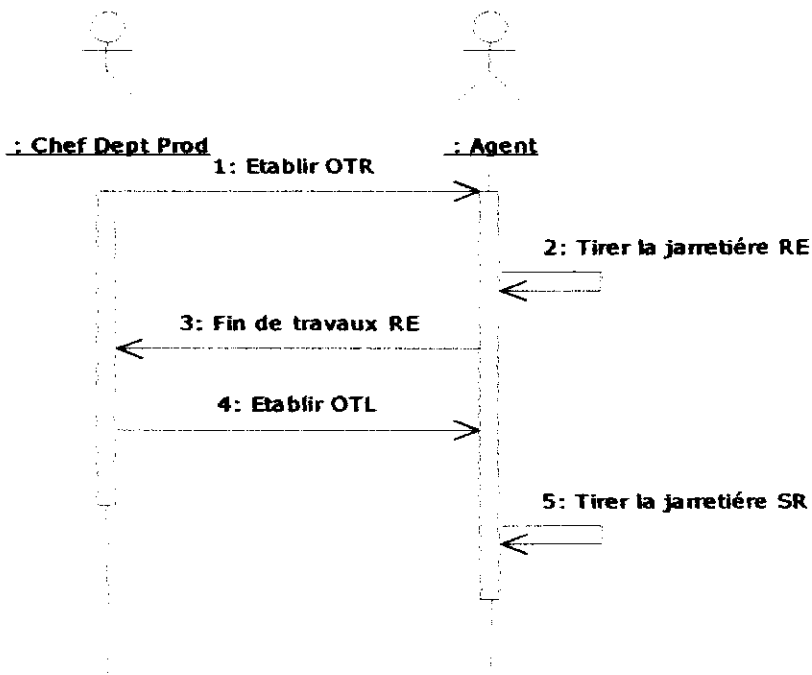 : Chef Dept Prod
: Agent
1: Etablir OTR
2: Tirer la jarretiére RE
3: Fin de travaux RE
4: Etablir OTL
5: Tirer la jarretiére SR